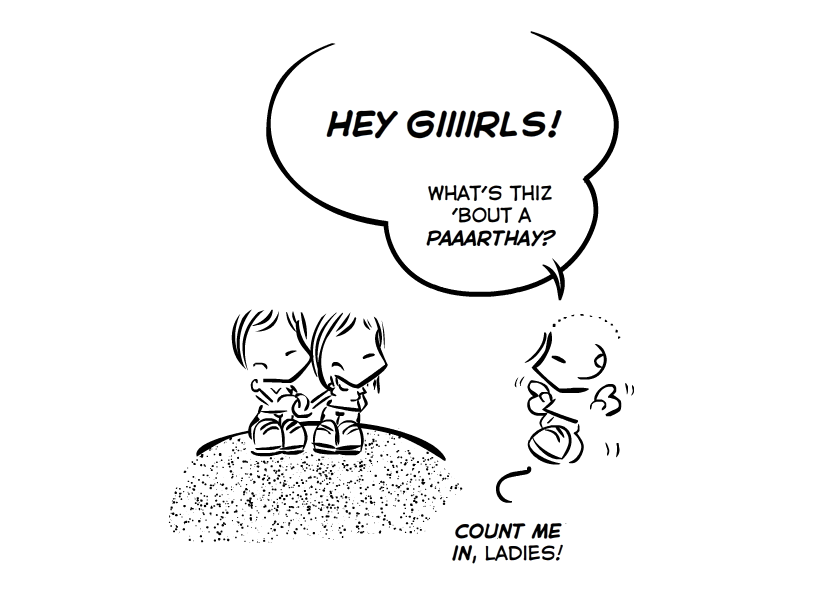 HEY GIIIIRLS!
WHAT'S THIZ
'BOUT A
PAAARTHAY?
COUNT ME
IN, LADIES!